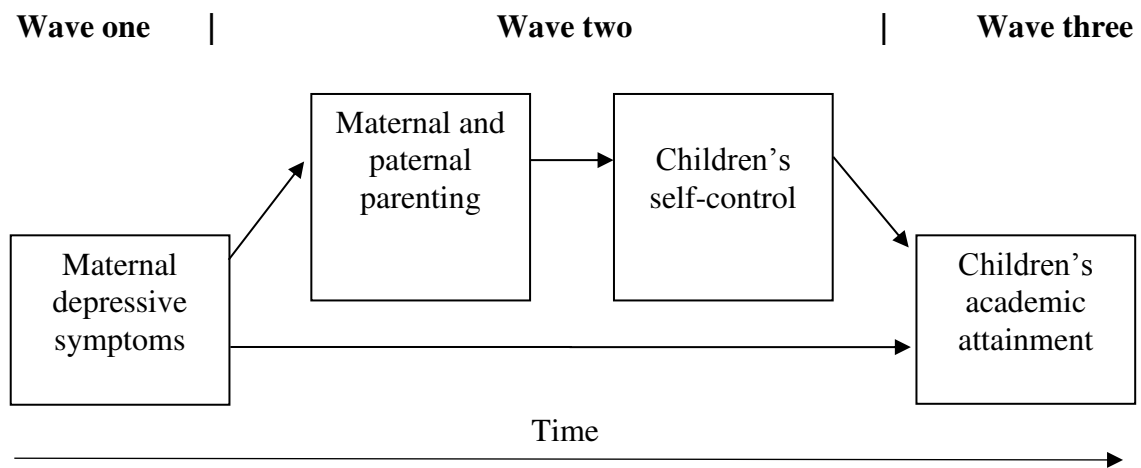 Wave one | Wave two | Wave three
Maternal and
paternal
parenting
Children’s
self-control
Maternal
depressive
symptoms
Children’s
academic
attainment
Time